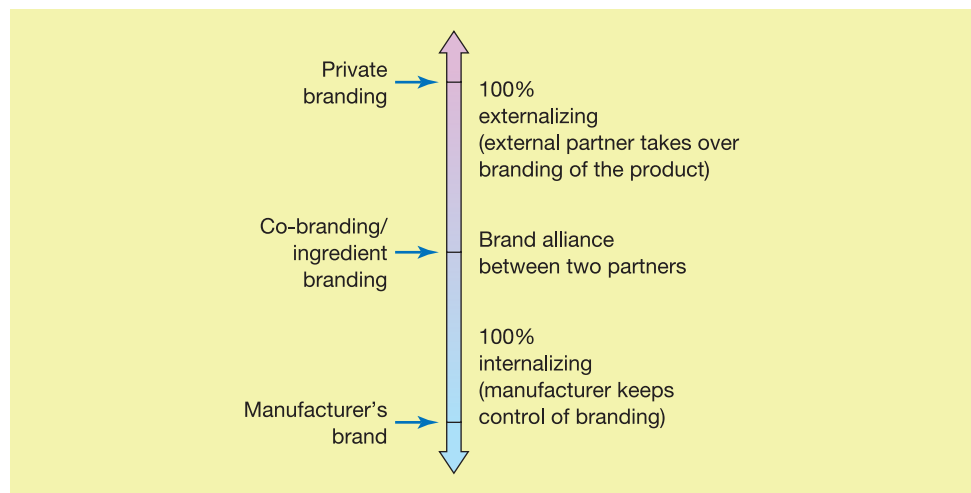 Private
branding
100%
externalizing
(external partner takes over
branding of the product)
Co-branding/
ingredient
branding
Brand alliance
between two partners
100%
internalizing
(manufacturer keeps
control of branding)
Manufacturer’s
brand